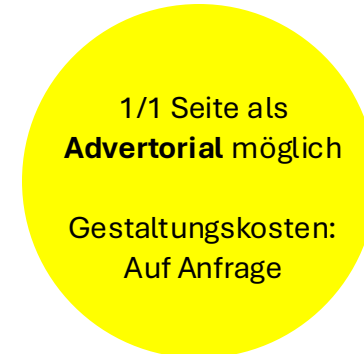 1/1 Seite als
Advertorial möglich
Gestaltungskosten:
Auf Anfrage